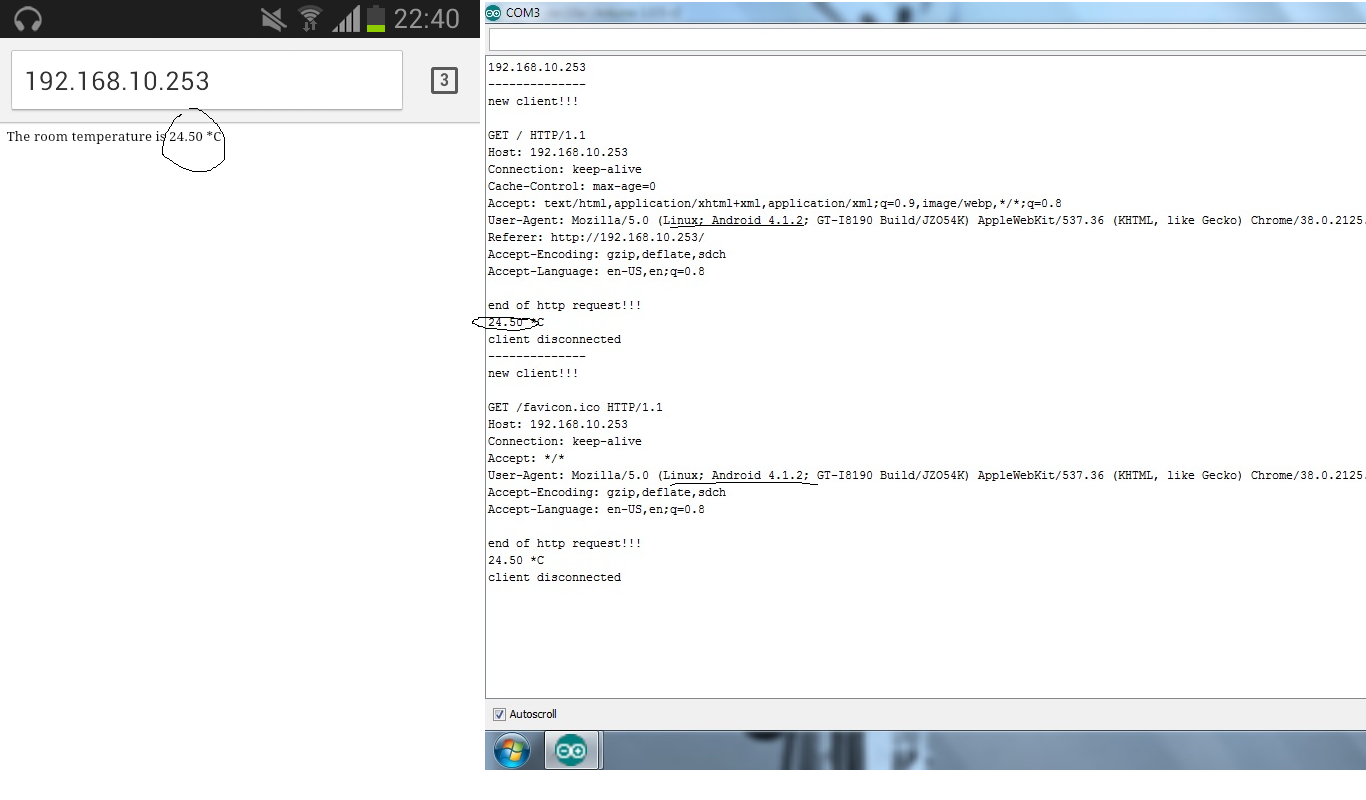 22:40
192.168.10.253
3
The room temperature is 24.50 *C
COM3
192.168.10.253
--------------
new client!!!
GET / HTTP/1.1
Host: 192.168.10.253
Connection: keep-alive
Cache-Control: max-age=0
Accept: text/html,application/xhtml+xml,application/xml;q=0.9,image/webp,*/*;q=0.8
User-Agent: Mozilla/5.0 (Linux; Android 4.1.2; GT-I8190 Build/JZO54K) AppleWebKit/537.36 (KHTML, like Gecko) Chrome/38.0.2125.
Referer: http://192.168.10.253/
Accept-Encoding: gzip,deflate,sdch
Accept-Language: en-US,en;q=0.8
end of http request!!!
24.50 *C
client disconnected
--------------
new client!!!
GET /favicon.ico HTTP/1.1
Host: 192.168.10.253
Connection: keep-alive
Accept: */*
User-Agent: Mozilla/5.0 (Linux; Android 4.1.2; GT-I8190 Build/JZO54K) AppleWebKit/537.36 (KHTML, like Gecko) Chrome/38.0.2125.
Accept-Encoding: gzip,deflate,sdch
Accept-Language: en-US,en;q=0.8
end of http request!!!
24.50 *C
client disconnected
Autoscroll